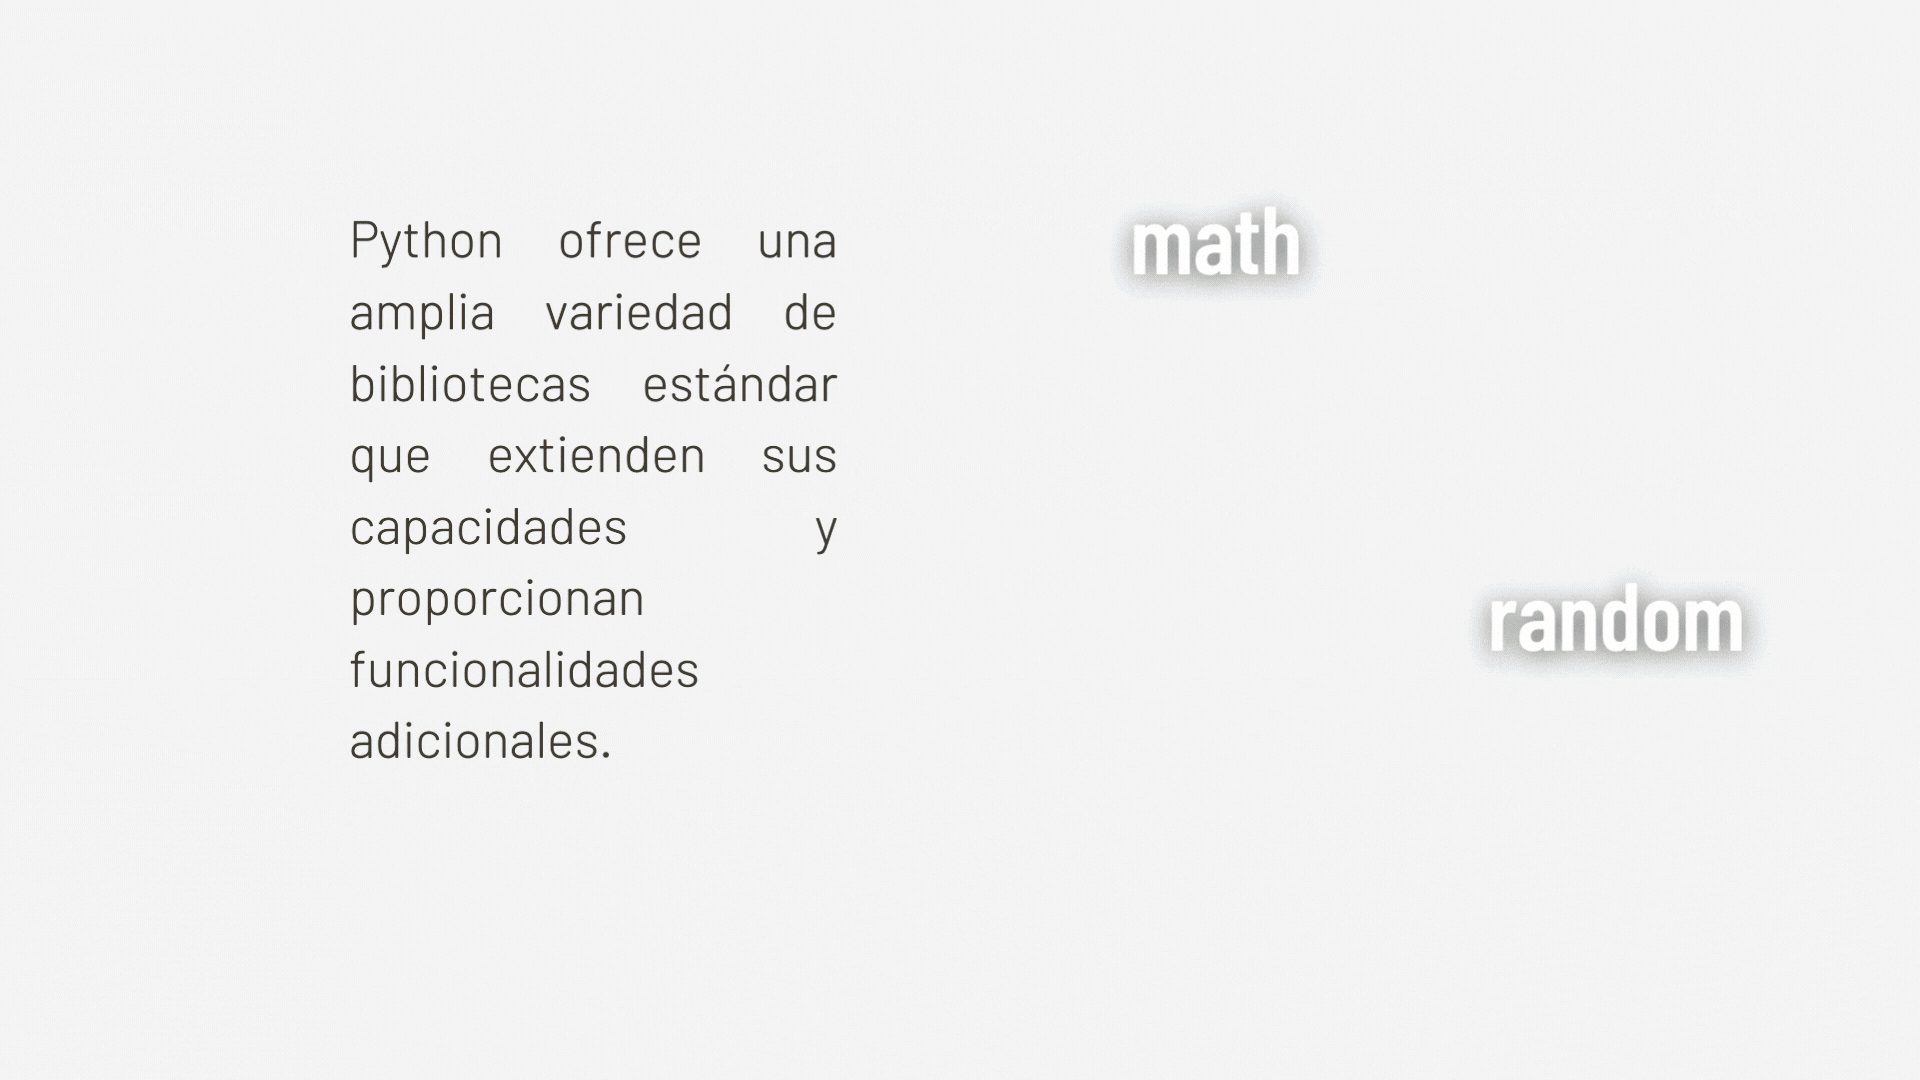 Python ofrece una
amplia variedad de
bibliotecas estándar
que extienden sus
capacidades y
proporcionan
funcionalidades
adicionales.
math
random